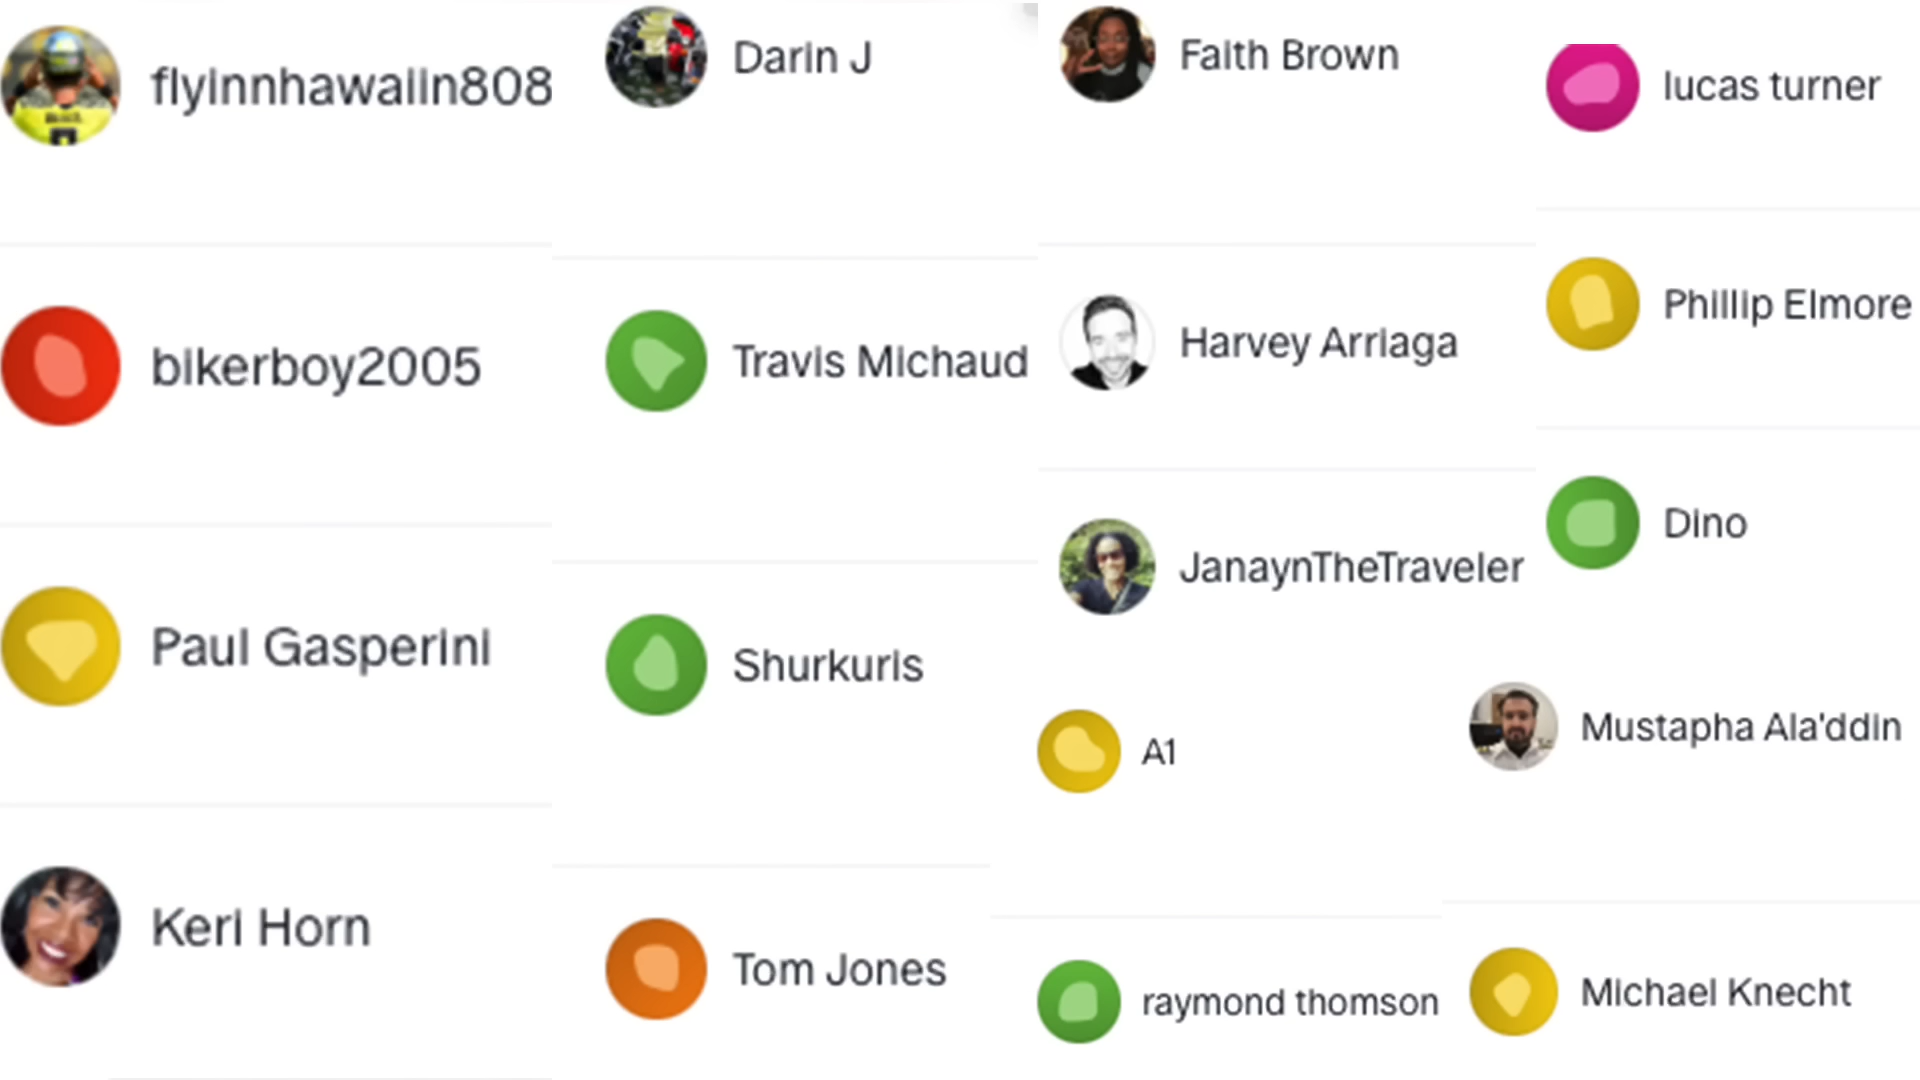 flyinnhawaiin808
bikerboy2005
Paul Gasperini
Keri Horn
Darin J
Travis Michaud
Shurkuris
Tom Jones
Faith Brown
Harvey Arriaga
JanaynTheTraveler
A1
raymond thomson
lucas turner
Phillip Elmore
Dino
Mustapha Ala'ddin
Michael Knecht